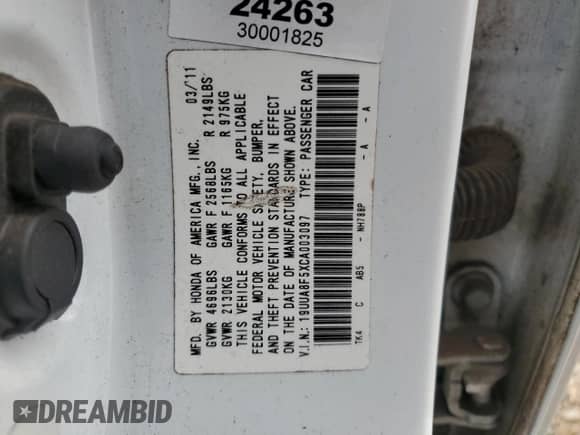 24263
30001825
MFD. BY HONDA OF AMERICA MFG., INC. 03/'11
GVWR 4696LBS GAWR F 2568LBS R 2149LBS
GVWR 2130KG GAWR F 1165KG R 975KG
THIS VEHICLE CONFORMS TO ALL APPLICABLE
FEDERAL MOTOR VEHICLE SAFETY, BUMPER,
AND THEFT PREVENTION STANDARDS IN EFFECT
ON THE DATE OF MANUFACTURE SHOWN ABOVE.
V.I.N.: 19UUA8F5XCA003097 TYPE: PASSENGER CAR
TK4 C AB5 - NH788P - A - A
DREAMBID